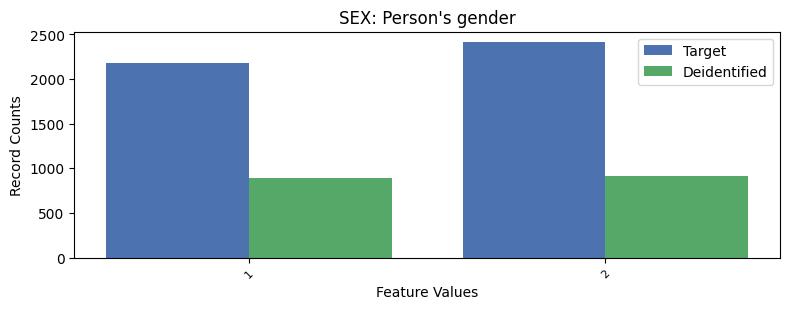 SEX: Person's gender
2500
2000
1500
1000
500
0
Record Counts
Target
Deidentified
1
2
Feature Values